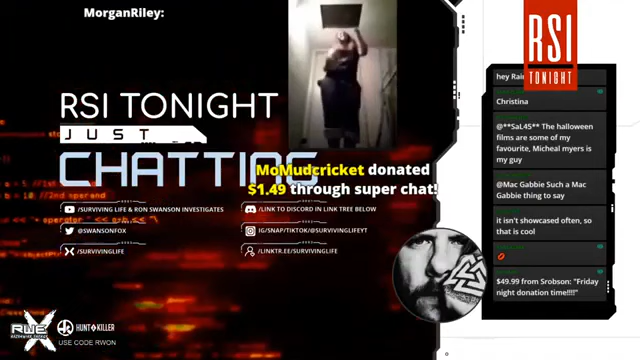 MorganRiley:
RSI
TONIGHT
RSI TONIGHT
JUST
CHATTING
MoMudcricket donated
$1.49 through super chat!
/SURVIVING LIFE & RON SWANSON INVESTIGATES
/LINK TO DISCORD IN LINK TREE BELOW
@SWANSONFOX
IG/SNAP/TIKTOK/@SURVIVINGLIFEYT
/SURVIVINGLIFE
/LINKTR.EE/SURVIVINGLIFE
hey
Christina
@**SaL45** The halloween
films are some of my
favourite, Micheal myers is
my guy
@Mac Gabbie Such a Mac
Gabbie thing to say
it isn't showcased often, so
that is cool
$49.99 from Srobson: "Friday
night donation time!!!!"
HUNT A KILLER
USE CODE RWON